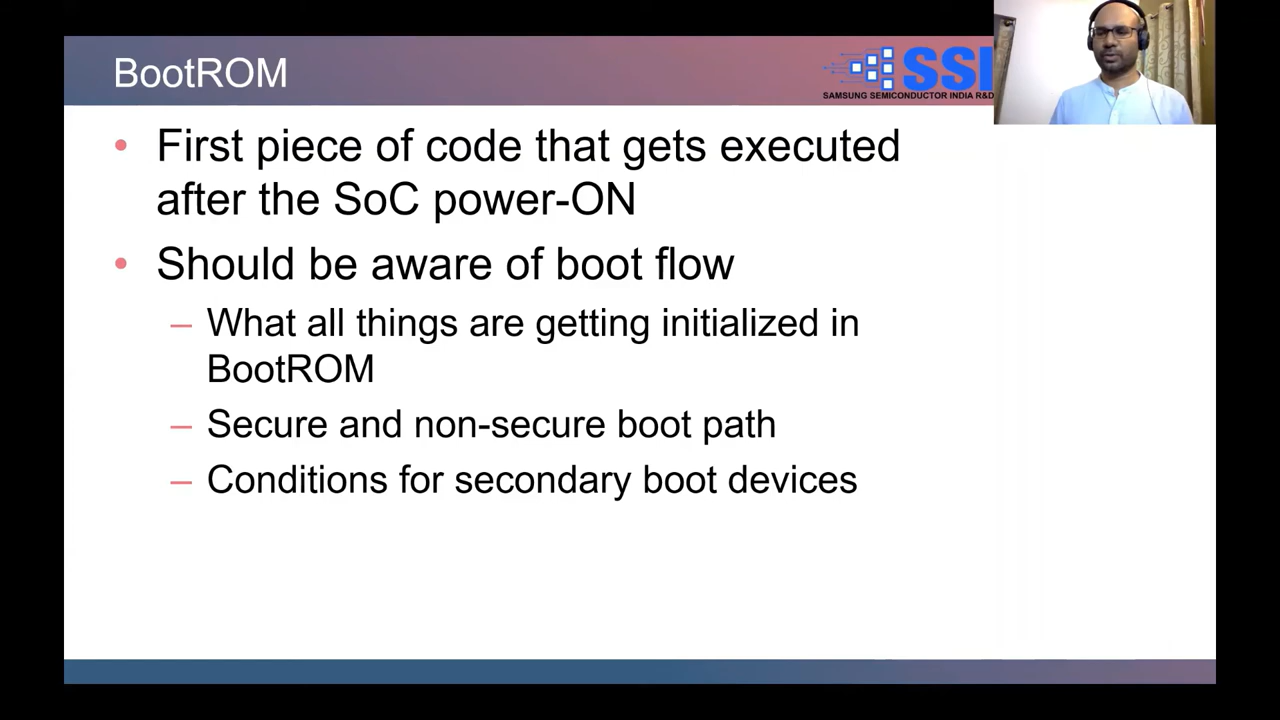 BootROM
SSI
SAMSUNG SEMICONDUCTOR INDIA R&D
• First piece of code that gets executed
after the SoC power-ON
• Should be aware of boot flow
– What all things are getting initialized in
BootROM
– Secure and non-secure boot path
– Conditions for secondary boot devices